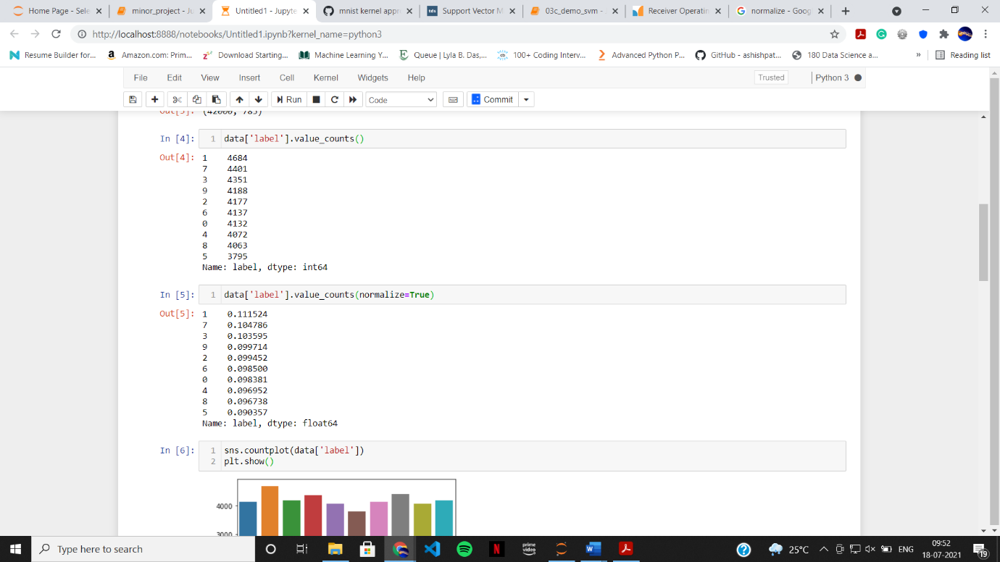 Home Page - Sele
minor_project - Ju
Untitled1 - Jupyte
mnist kernel appr
tds Support Vector M
03c_demo_svm -
Receiver Operatin
normalize - Goog
http://localhost:8888/notebooks/Untitled1.ipynb?kernel_name=python3
Resume Builder for...
Amazon.com: Prim...
Download Starting...
Machine Learning Y...
Queue | Lyla B. Das,...
100+ Coding Interv...
Advanced Python P...
GitHub - ashishpat...
180 Data Science a...
»
Reading list
File Edit View Insert Cell Kernel Widgets Help
Trusted
Python 3
Run
Code
Commit
Out[3]: (42000, 785)
In [4]: 1 data['label'].value_counts()
Out[4]: 1 4684
7 4401
3 4351
9 4188
2 4177
6 4137
0 4132
4 4072
8 4063
5 3795
Name: label, dtype: int64
In [5]: 1 data['label'].value_counts(normalize=True)
Out[5]: 1 0.111524
7 0.104786
3 0.103595
9 0.099714
2 0.099452
6 0.098500
0 0.098381
4 0.096952
8 0.096738
5 0.090357
Name: label, dtype: float64
In [6]: 1 sns.countplot(data['label'])
2 plt.show()
4000
3000
Type here to search
prime video
25°C
ENG
09:52
18-07-2021
19